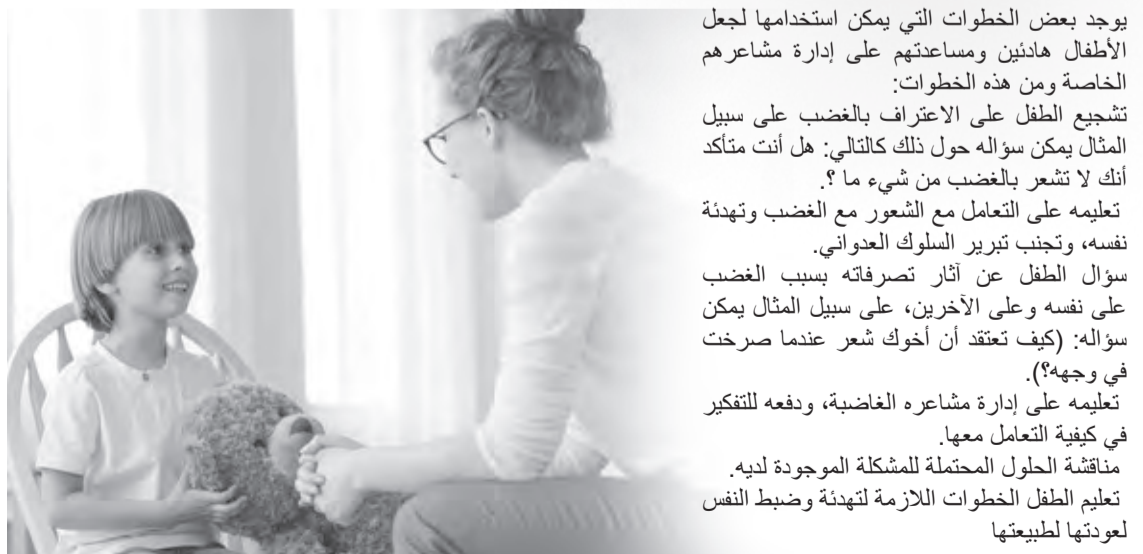 يوجد بعض الخطوات التي يمكن استخدامها لجعل
الأطفال هادئين ومساعدتهم على إدارة مشاعرهم
الخاصة ومن هذه الخطوات:
تشجيع الطفل على الاعتراف بالغضب على سبيل
المثال يمكن سؤاله حول ذلك كالتالي: هل أنت متأكد
أنك لا تشعر بالغضب من شيء ما ؟.
تعليمه على التعامل مع الشعور مع الغضب وتهدئة
نفسه، وتجنب تبرير السلوك العدواني.
سؤال الطفل عن آثار تصرفاته بسبب الغضب
على نفسه وعلى الآخرين، على سبيل المثال يمكن
سؤاله: (كيف تعتقد أن أخوك شعر عندما صرخت
في وجهه؟).
تعليمه على إدارة مشاعره الغاضبة، ودفعه للتفكير
في كيفية التعامل معها.
مناقشة الحلول المحتملة للمشكلة الموجودة لديه.
تعليم الطفل الخطوات اللازمة لتهدئة وضبط النفس
لعودتها لطبيعتها